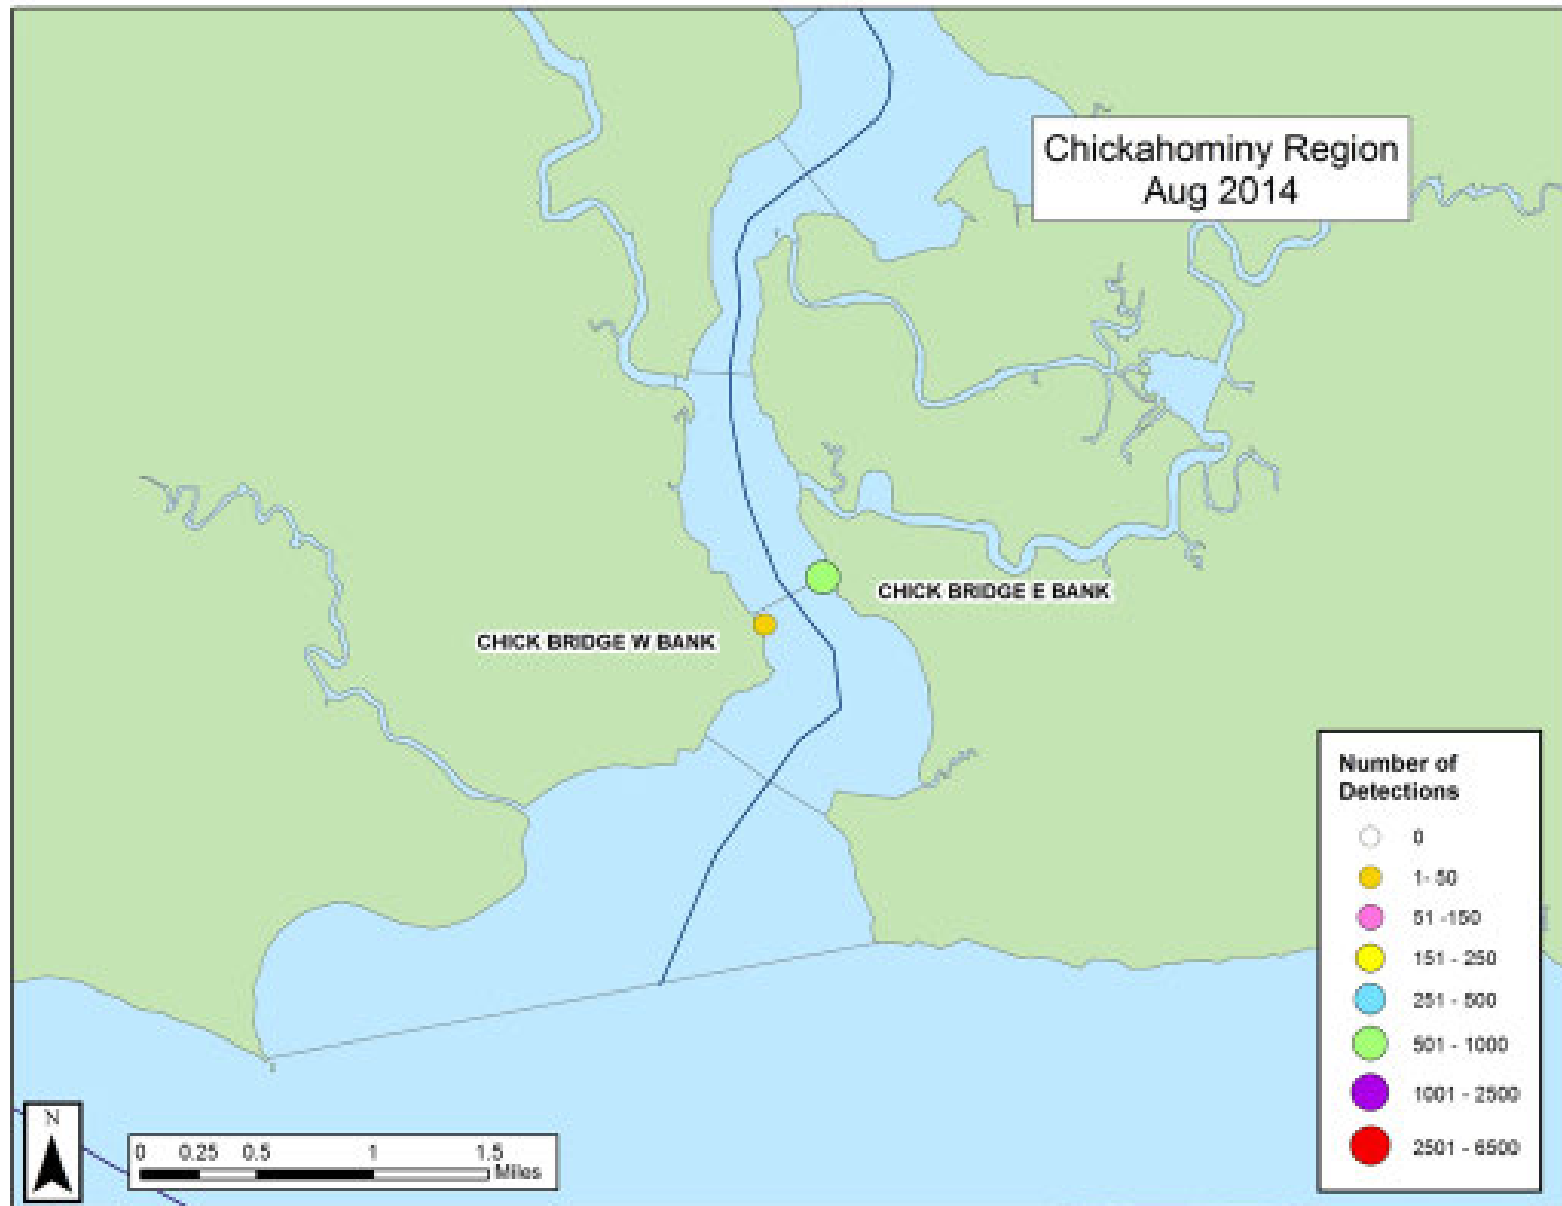 Chickahominy Region
Aug 2014
CHICK BRIDGE E BANK
CHICK BRIDGE W BANK
Number of
Detections
0
1- 50
51 -150
151 - 250
251 - 500
501 - 1000
1001 - 2500
2501 - 6500
N
0 0.25 0.5 1 1.5
Miles